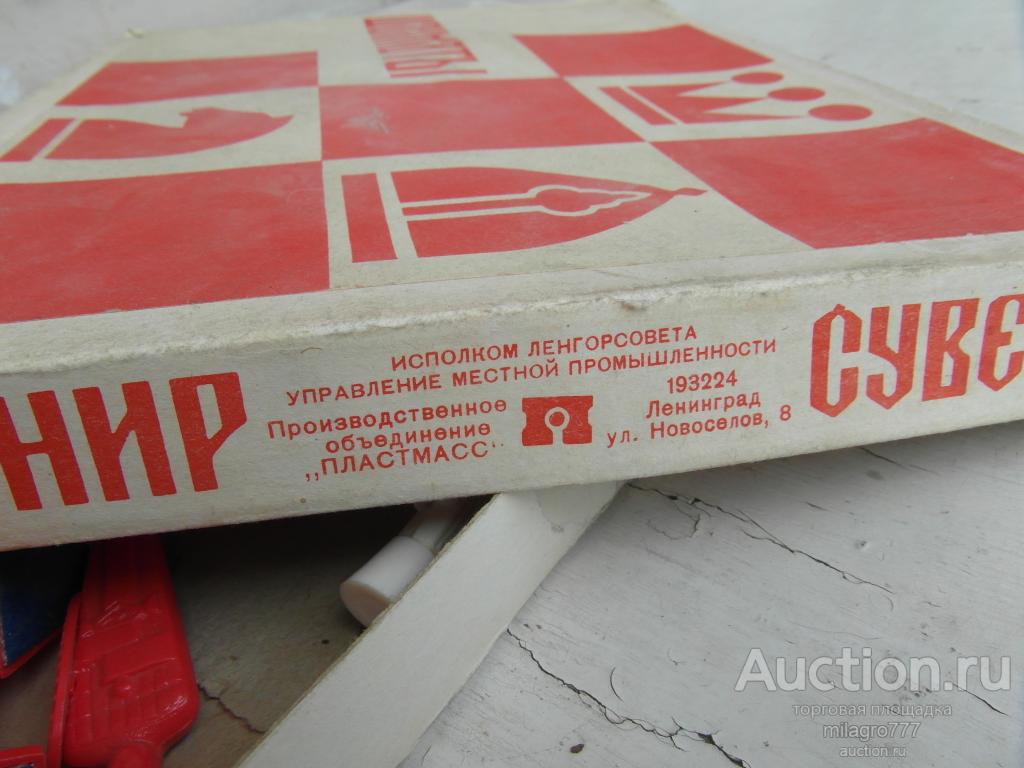 ШАХМАТЫ
НИР
ИСПОЛКОМ ЛЕНГОРСОВЕТА
УПРАВЛЕНИЕ МЕСТНОЙ ПРОМЫШЛЕННОСТИ
Производственное
объединение
,,ПЛАСТМАСС"
193224
Ленинград
ул. Новоселов, 8
СУВЕ
Auction.ru
торговая площадка
milagro777
auction.ru